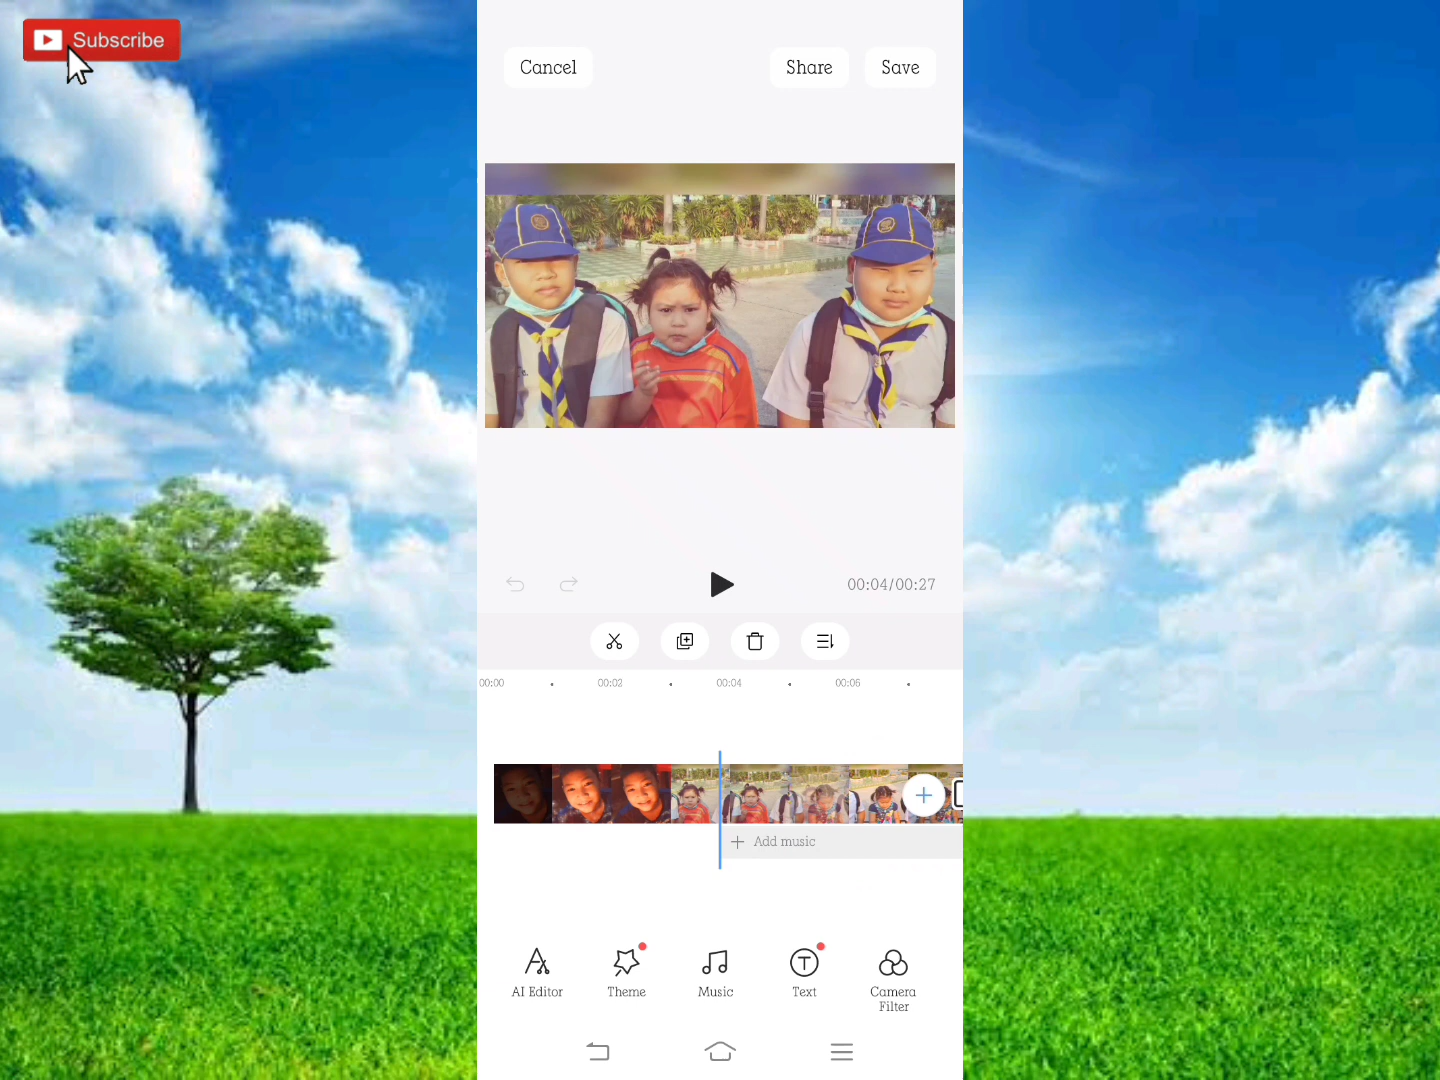 Subscribe
Cancel
Share
Save
00:04/00:27
00:00
00:02
00:04
00:06
Add music
AI Editor
Theme
Music
Text
Camera
Filter